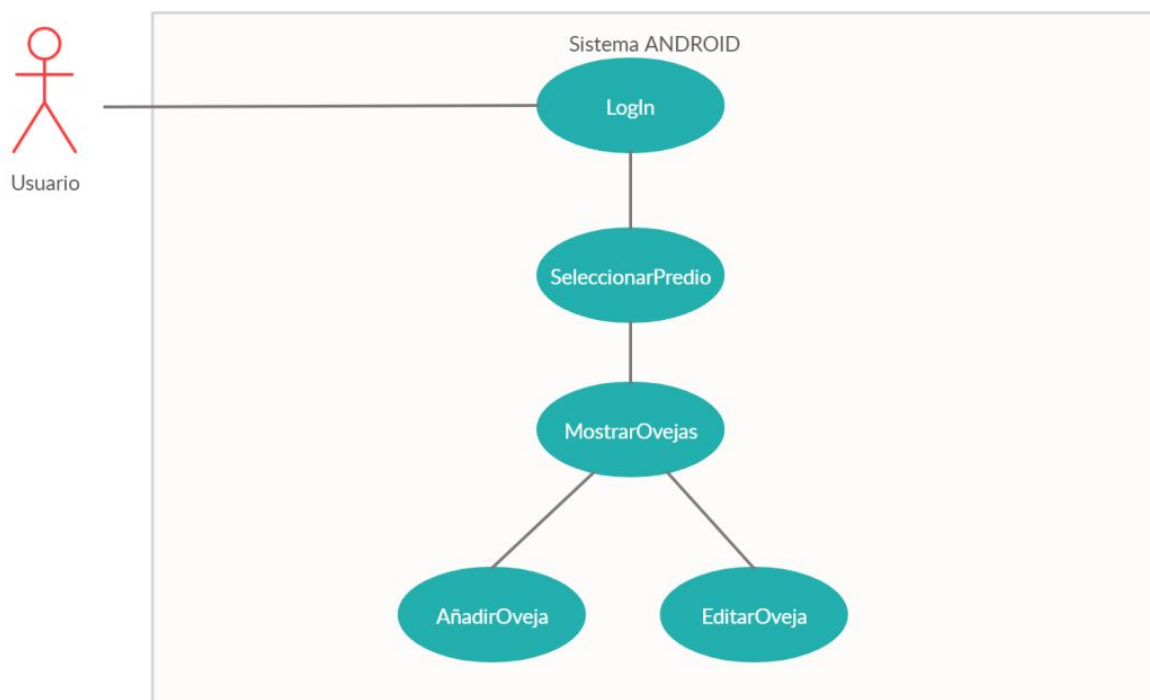 Sistema ANDROID
LogIn
Usuario
SeleccionarPredio
MostrarOvejas
AñadirOveja
EditarOveja